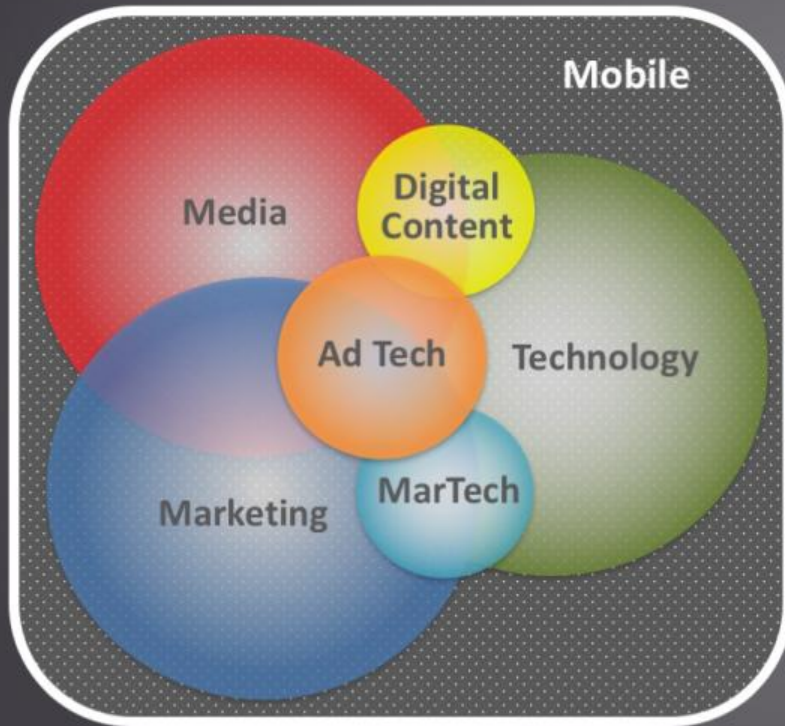 Mobile
Media
Digital
Content
Ad Tech
Technology
Marketing
MarTech